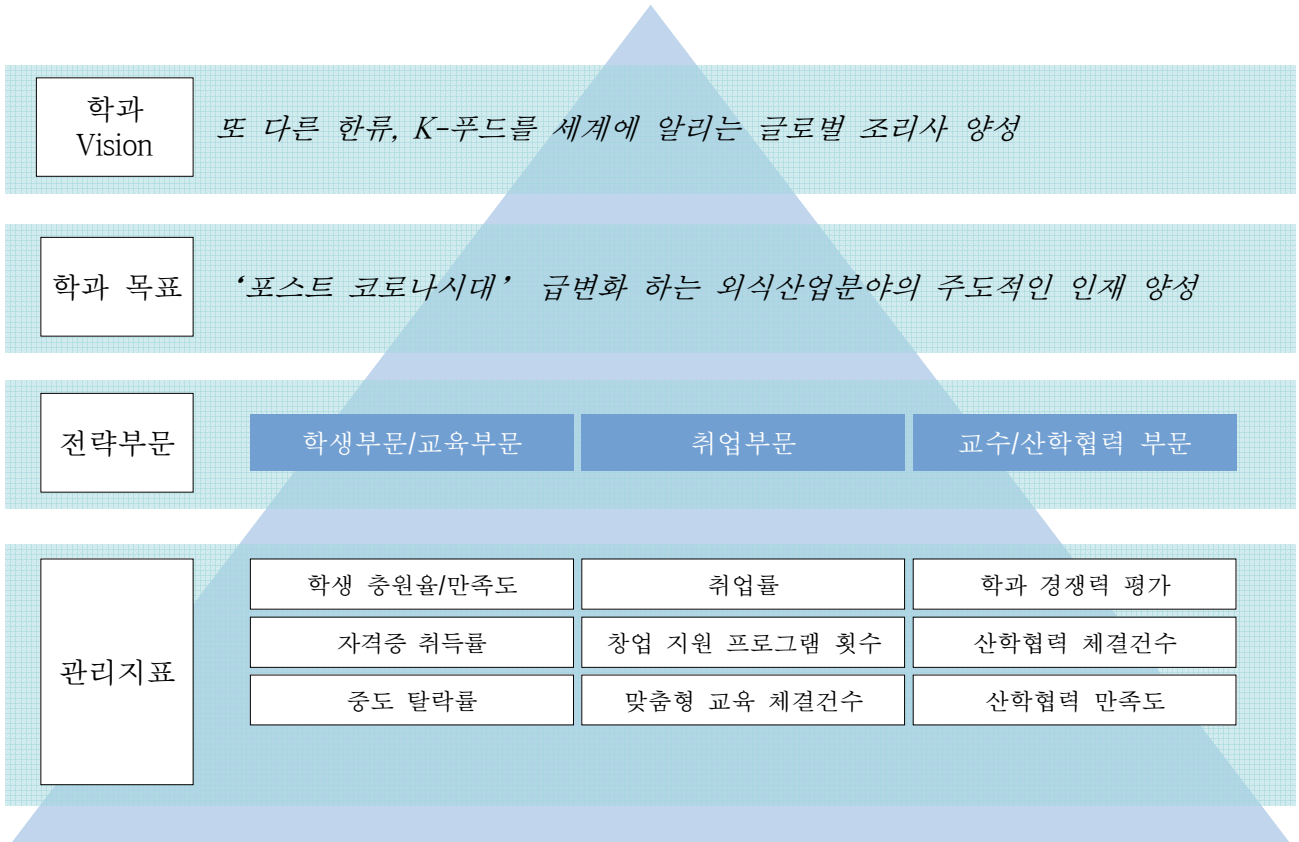 학과
Vision
또 다른 한류, K-푸드를 세계에 알리는 글로벌 조리사 양성
학과 목표
‘포스트 코로나시대’ 급변화 하는 외식산업분야의 주도적인 인재 양성
전략부문
학생부문/교육부문
취업부문
교수/산학협력 부문
관리지표
학생 충원율/만족도
취업률
학과 경쟁력 평가
자격증 취득률
창업 지원 프로그램 횟수
산학협력 체결건수
중도 탈락률
맞춤형 교육 체결건수
산학협력 만족도